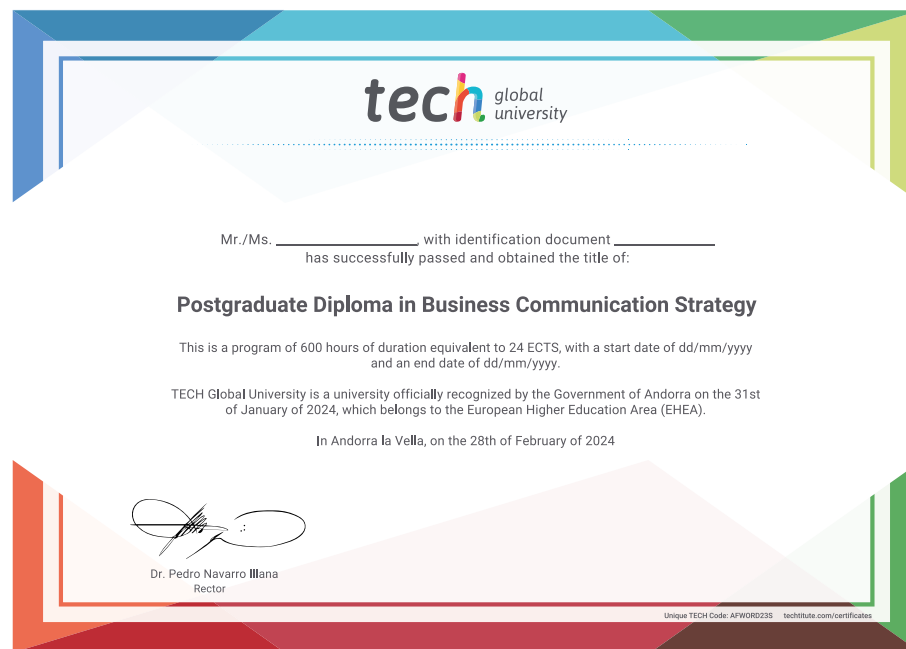 tech global
university
Mr./Ms. ________________, with identification document ____________
has successfully passed and obtained the title of:
Postgraduate Diploma in Business Communication Strategy
This is a program of 600 hours of duration equivalent to 24 ECTS, with a start date of dd/mm/yyyy
and an end date of dd/mm/yyyy.
TECH Global University is a university officially recognized by the Government of Andorra on the 31st
of January of 2024, which belongs to the European Higher Education Area (EHEA).
In Andorra la Vella, on the 28th of February of 2024
Dr. Pedro Navarro Illana
Rector
Unique TECH Code: AFWORD23S techtitute.com/certificates